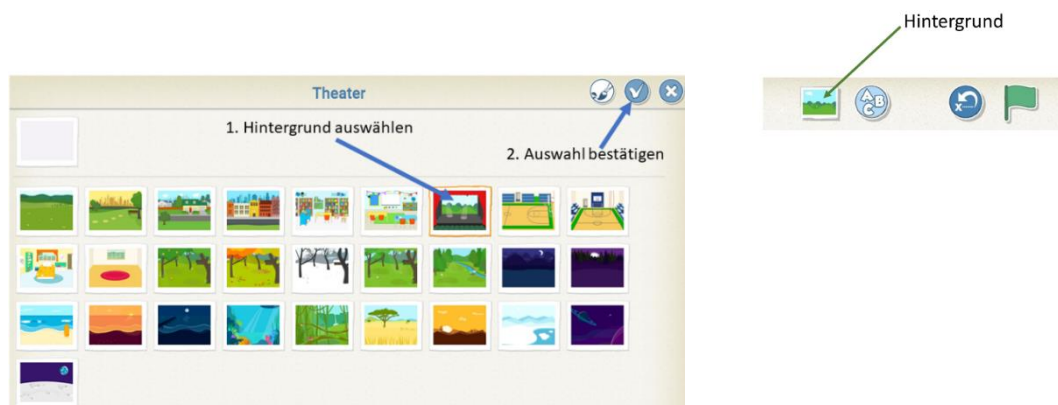 Hintergrund
Theater
1. Hintergrund auswählen
2. Auswahl bestätigen
A
B
C
X